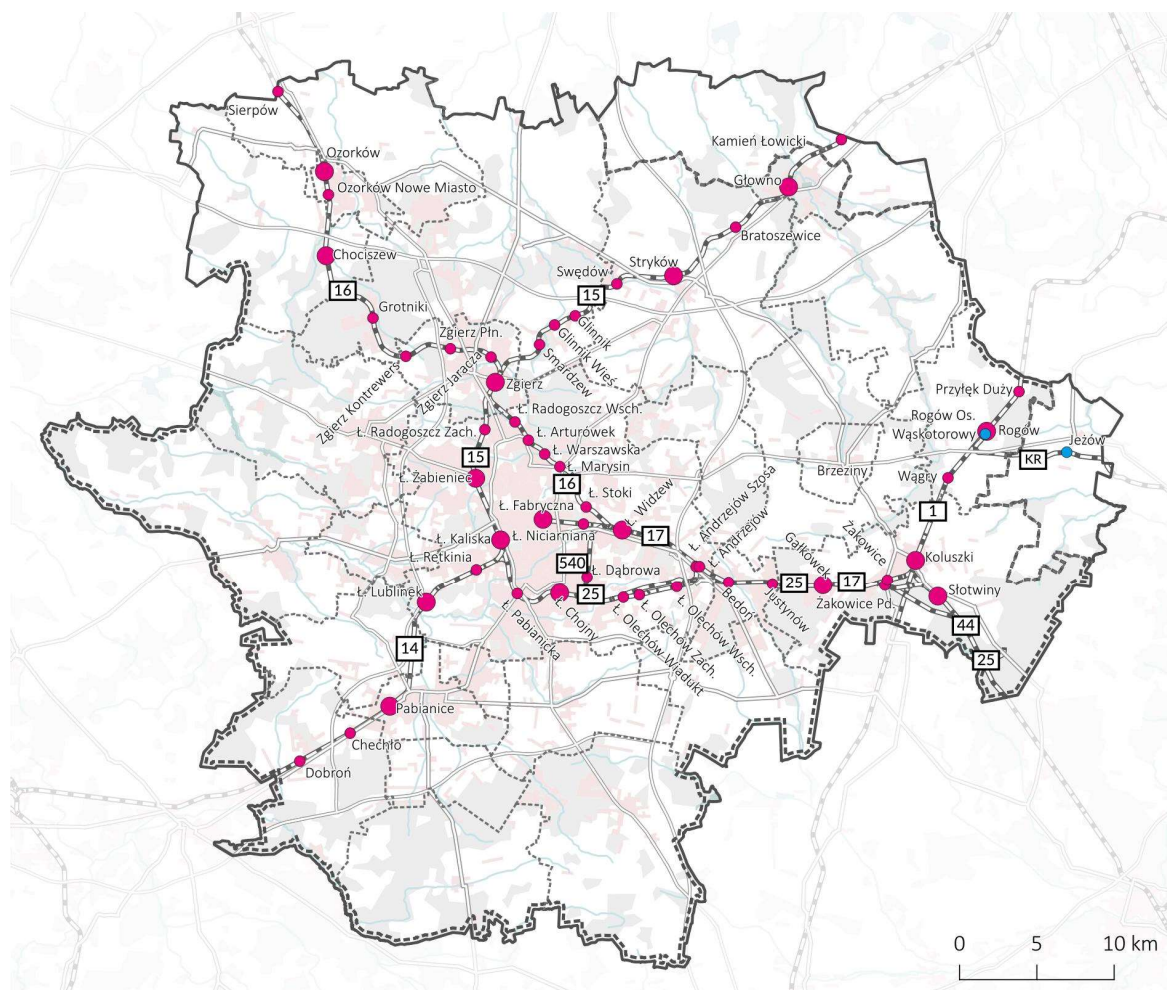 Sierpów
Ozorków
Ozorków Nowe Miasto
Chociszew
16
Grotniki
Zgierz Kontrewers
Zgierz Płn.
Zgierz Jaracza
Zgierz
Kamień Łowicki
Głowno
Bratoszewice
Stryków
Swędów
15
Glinnik
Glinnik Wieś
Smardzew
Ł. Radogoszcz Wsch.
Ł. Radogoszcz Zach.
Ł. Arturówek
Ł. Warszawska
Ł. Marysin
15
16
Ł. Żabieniec
Ł. Stoki
Ł. Fabryczna
Ł. Widzew
Ł. Niciarniana
17
Ł. Kaliska
Ł. Retkinia
Ł. Lublinek
540
Ł. Dąbrowa
25
Ł. Chojny
Ł. Pabianicka
Ł. Olechów Wiadukt
Ł. Olechów Zach.
Ł. Olechów Wsch.
Ł. Andrzejów Szosa
Ł. Andrzejów
Bedoń
Justynów
25
Gałkówek
17
Żakowice
Żakowice Pd.
Koluszki
Słotwiny
44
25
1
Wągry
Brzeziny
Przyłęk Duży
Rogów Os.
Rogów
Wąskotorowy
Jeżów
KR
14
Pabianice
Chechło
Dobroń
0 5 10 km